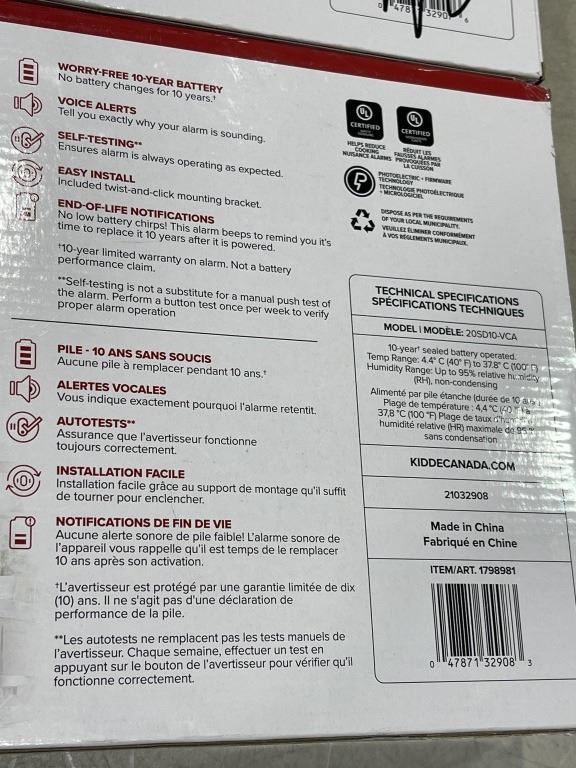 WORRY-FREE 10-YEAR BATTERY
No battery changes for 10 years.†
VOICE ALERTS
Tell you exactly why your alarm is sounding.
SELF-TESTING**
Ensures alarm is always operating as expected.
EASY INSTALL
Included twist-and-click mounting bracket.
END-OF-LIFE NOTIFICATIONS
No low battery chirps! This alarm beeps to remind you it's
time to replace it 10 years after it is powered.
†10-year limited warranty on alarm. Not a battery
performance claim.
**Self-testing is not a substitute for a manual push test of
the alarm. Perform a button test once per week to verify
proper alarm operation
PILE - 10 ANS SANS SOUCIS
Aucune pile à remplacer pendant 10 ans.†
ALERTES VOCALES
Vous indique exactement pourquoi l'alarme retentit.
AUTOTESTS**
Assurance que l'avertisseur fonctionne
toujours correctement.
INSTALLATION FACILE
Installation facile grâce au support de montage qu'il suffit
de tourner pour enclencher.
NOTIFICATIONS DE FIN DE VIE
Aucune alerte sonore de pile faible! L'alarme sonore de
l'appareil vous rappelle qu'il est temps de le remplacer
10 ans après son activation.
†L'avertisseur est protégé par une garantie limitée de dix
(10) ans. Il ne s'agit pas d'une déclaration de
performance de la pile.
**Les autotests ne remplacent pas les tests manuels de
l'avertisseur. Chaque semaine, effectuer un test en
appuyant sur le bouton de l'avertisseur pour vérifier qu'il
fonctionne correctement.
UL
CERTIFIED
HELPS REDUCE
COOKING
NUISANCE ALARMS
UL
CERTIFIED
RÉDUIT LES
FAUSSES ALARMES
PROVOQUÉES PAR
LA CUISSON
P
PHOTOELECTRIC + FIRMWARE
TECHNOLOGY
TECHNOLOGIE PHOTOÉLECTRIQUE
+ MICROLOGICIEL
DISPOSE AS PER THE REQUIREMENTS
OF YOUR LOCAL MUNICIPALITY.
VEUILLEZ ÉLIMINER CONFORMÉMENT
À VOS RÈGLEMENTS MUNICIPAUX.
TECHNICAL SPECIFICATIONS
SPÉCIFICATIONS TECHNIQUES
MODEL | MODÈLE: 20SD10-VCA
10-year† sealed battery operated.
Temp Range: 4.4° C (40° F) to 37.8° C (100° F)
Humidity Range: Up to 95% relative humidity
(RH), non-condensing
Alimenté par pile étanche (durée de 10 ans)
Plage de température : 4,4 °C (40 °F) à
37,8 °C (100 °F) Plage de taux d'humidité
humidité relative (HR) maximale de 95 %
sans condensation
KIDDECANADA.COM
21032908
Made in China
Fabriqué en Chine
ITEM/ART. 1798981
0 47871 32908 3